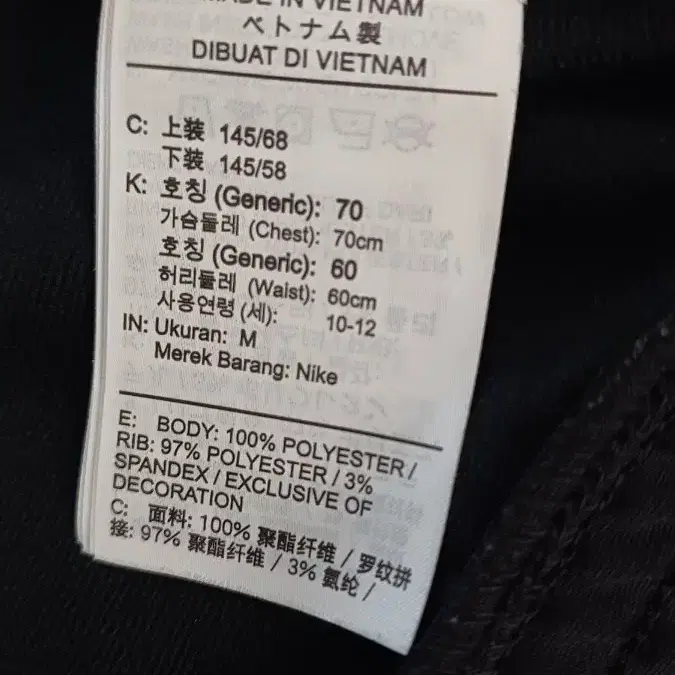 MADE IN VIETNAM
ベトナム製
DIBUAT DI VIETNAM
C: 上装 145/68
下装 145/58
K: 호칭 (Generic): 70
가슴둘레 (Chest): 70cm
호칭 (Generic): 60
허리둘레 (Waist): 60cm
사용연령 (세): 10-12
IN: Ukuran: M
Merek Barang: Nike
E: BODY: 100% POLYESTER /
RIB: 97% POLYESTER / 3%
SPANDEX / EXCLUSIVE OF
DECORATION
C: 面料: 100% 聚酯纤维 / 罗纹拼
接: 97% 聚酯纤维 / 3% 氨纶 /